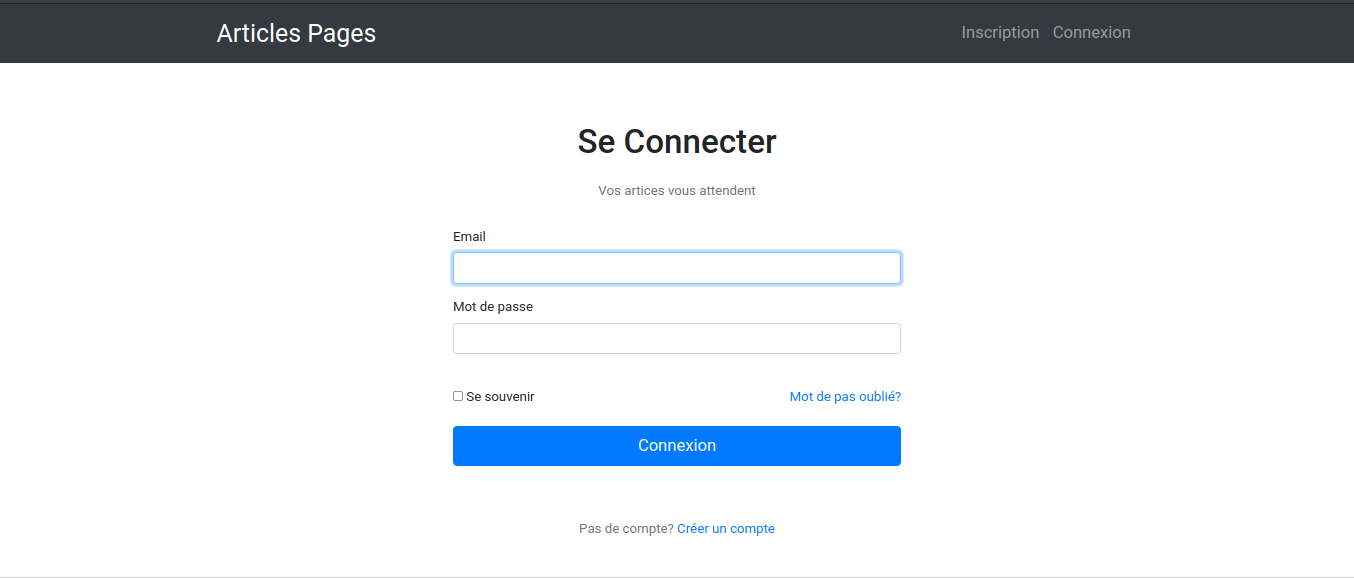 Articles Pages
Inscription Connexion
Se Connecter
Vos artices vous attendent
Email
Mot de passe
Se souvenir
Mot de pas oublié?
Connexion
Pas de compte? Créer un compte